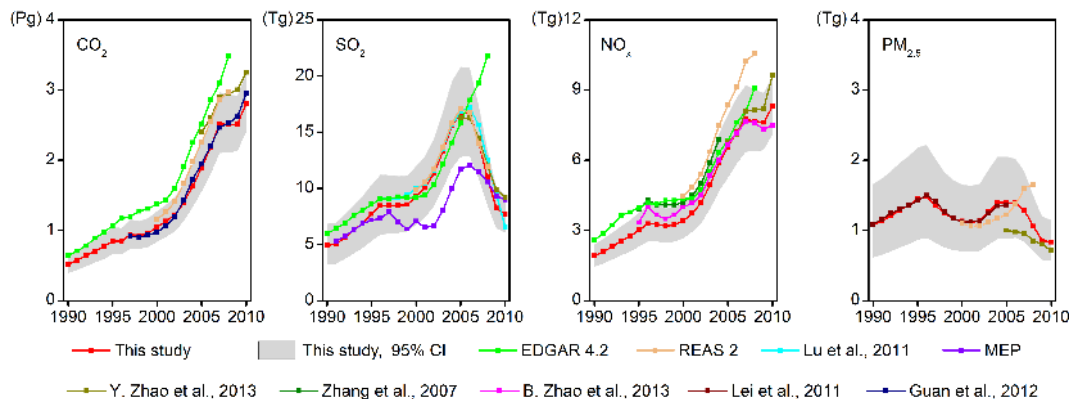 (Pg) 4 (Tg) 25 (Tg) 12 (Tg) 4
CO2 SO2 NOx PM2.5
3 20 9 3
15
2 6 2
10
1 3 1
5
0 0 0 0
1990 1995 2000 2005 2010 1990 1995 2000 2005 2010 1990 1995 2000 2005 2010 1990 1995 2000 2005 2010
This study This study, 95% CI EDGAR 4.2 REAS 2 Lu et al., 2011 MEP
Y. Zhao et al., 2013 Zhang et al., 2007 B. Zhao et al., 2013 Lei et al., 2011 Guan et al., 2012